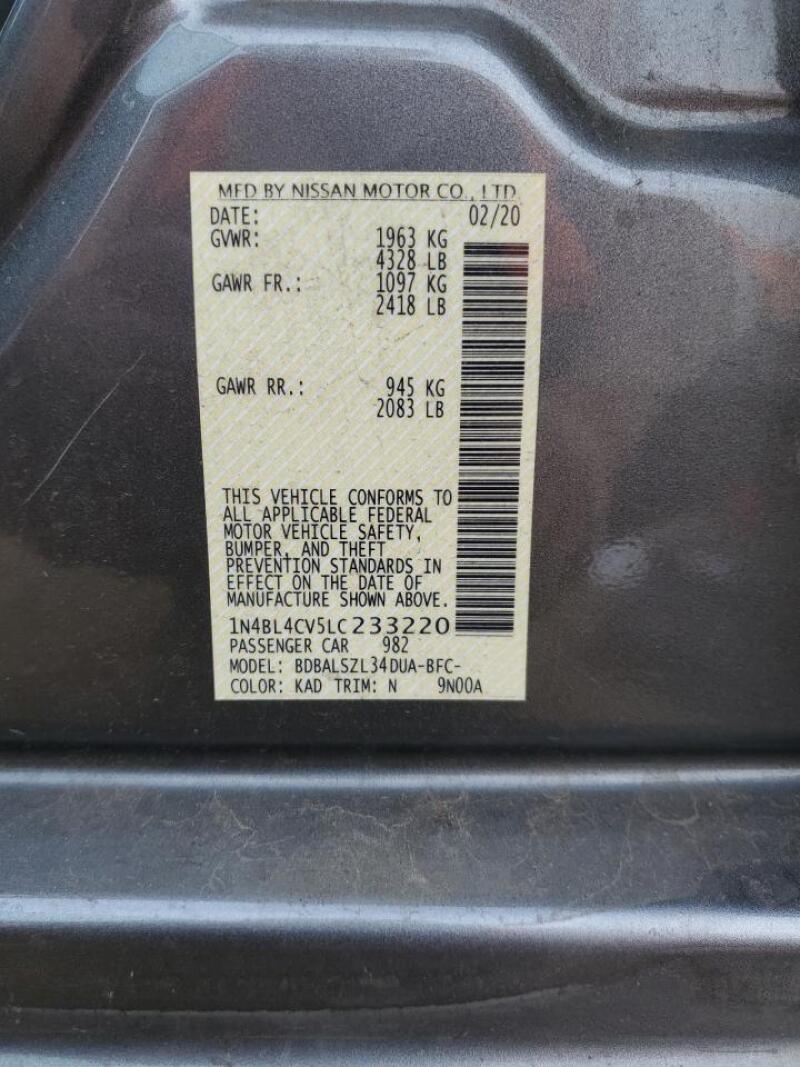 MFD BY NISSAN MOTOR CO., LTD.
DATE: 02/20
GVWR: 1963 KG
4328 LB
GAWR FR.: 1097 KG
2418 LB
GAWR RR.: 945 KG
2083 LB
THIS VEHICLE CONFORMS TO
ALL APPLICABLE FEDERAL
MOTOR VEHICLE SAFETY,
BUMPER, AND THEFT
PREVENTION STANDARDS IN
EFFECT ON THE DATE OF
MANUFACTURE SHOWN ABOVE.
1N4BL4CV5LC233220
PASSENGER CAR 982
MODEL: BDBALSZL34DUA-BFC-
COLOR: KAD TRIM: N 9N00A